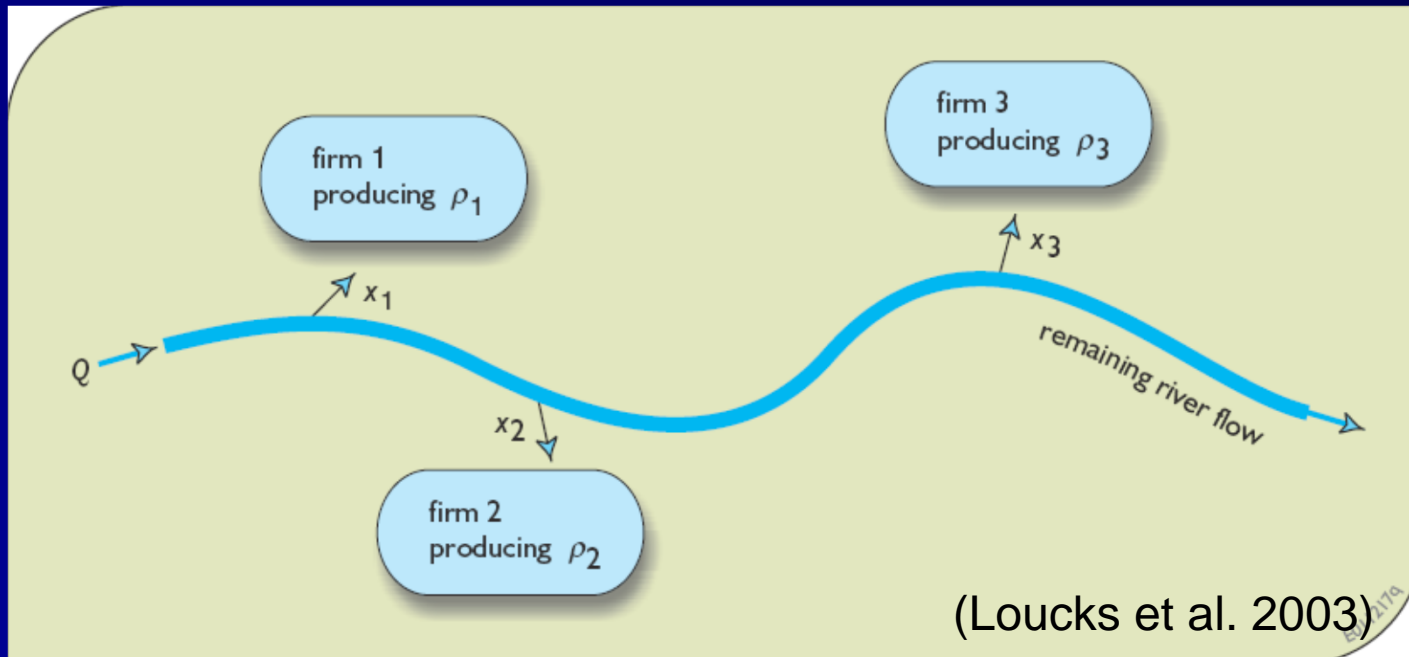 firm 1
producing ρ1
firm 3
producing ρ3
x1
x3
Q
remaining river flow
x2
firm 2
producing ρ2
(Loucks et al. 2003)